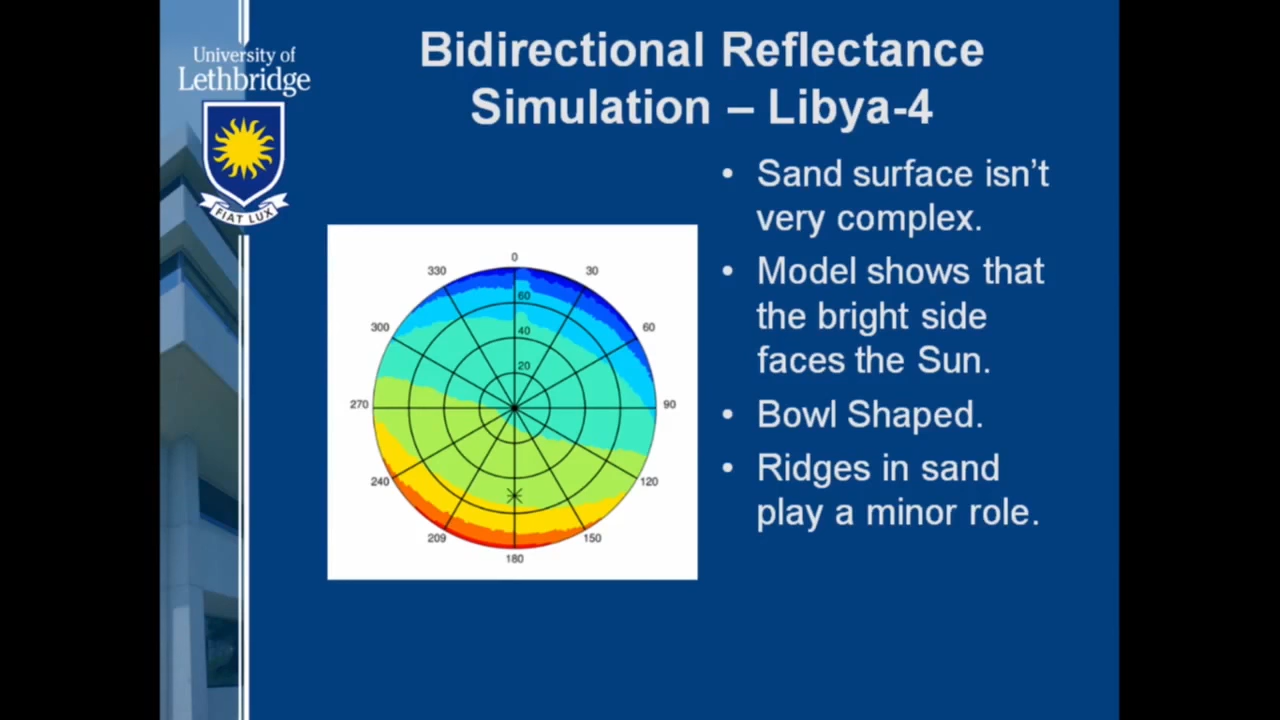 University of
Lethbridge
FIAT LUX
Bidirectional Reflectance
Simulation – Libya-4
• Sand surface isn't
very complex.
• Model shows that
the bright side
faces the Sun.
• Bowl Shaped.
• Ridges in sand
play a minor role.
0
330
30
60
300
60
40
20
270
90
240
120
209
150
180